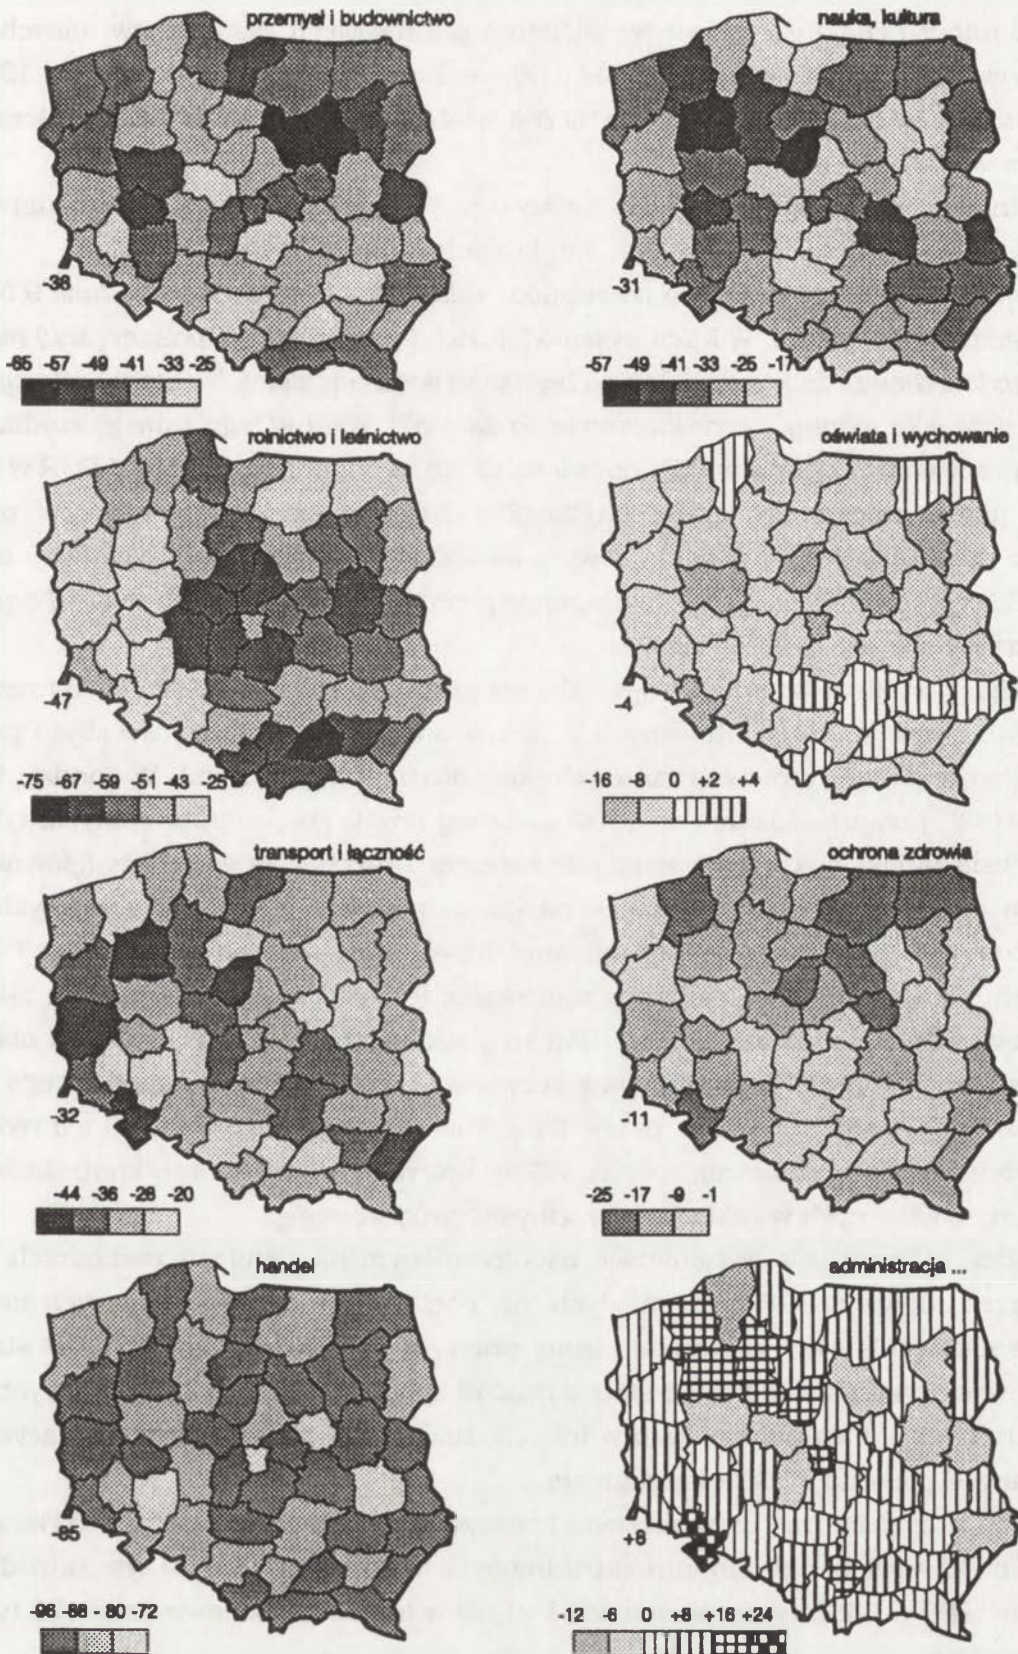 przemysł i budownictwo
-38
-65 -57 -49 -41 -33 -25
nauka, kultura
-31
-57 -49 -41 -33 -25 -17
rolnictwo i leśnictwo
-47
-75 -67 -59 -51 -43 -25
oświata i wychowanie
-4
-16 -8 0 +2 +4
transport i łączność
-32
-44 -36 -28 -20
ochrona zdrowia
-11
-25 -17 -9 -1
handel
-85
-96 -88 - 80 -72
administracja ...
+8
-12 -6 0 +8 +16 +24